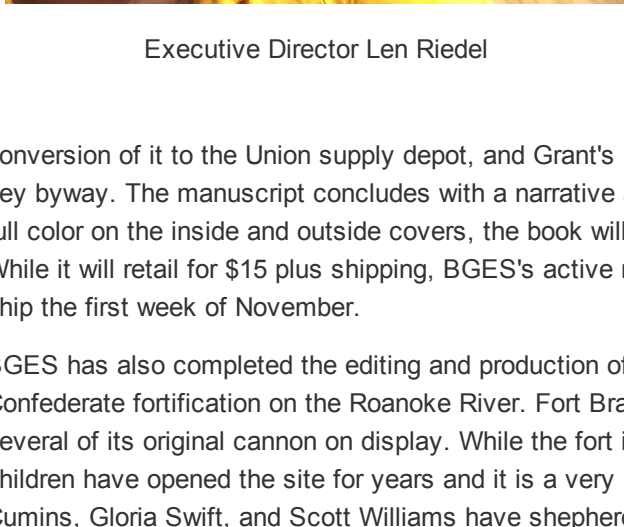 Executive Director Len Riedel
onversion of it to the Union supply depot, and Grant's
ey byway. The manuscript concludes with a narrative
ull color on the inside and outside covers, the book will
While it will retail for $15 plus shipping, BGES's active
hip the first week of November.
BGES has also completed the editing and production of
Confederate fortification on the Roanoke River. Fort Bra
everal of its original cannon on display. While the fort i
hildren have opened the site for years and it is a very
Cumins, Gloria Swift, and Scott Williams have shepher